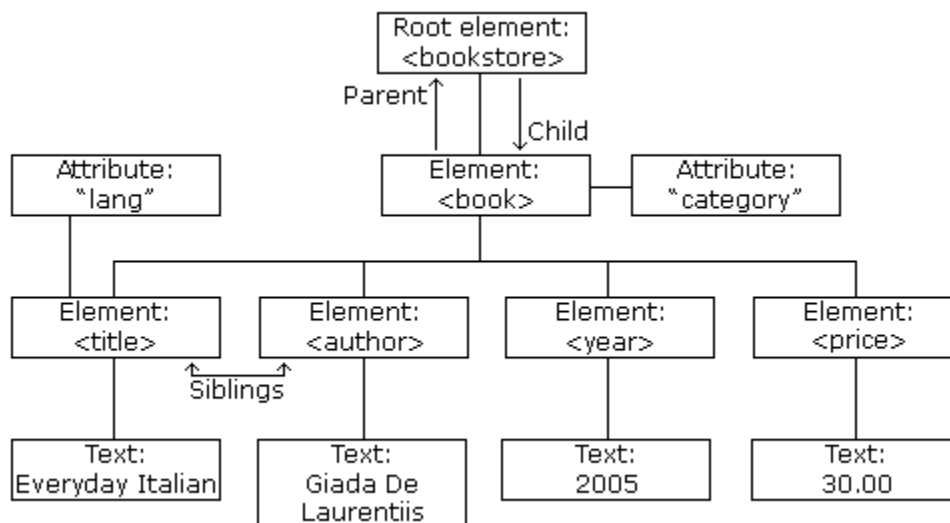 Root element:
<bookstore>
Parent
Child
Attribute:
“lang”
Element:
<book>
Attribute:
“category”
Element:
<title>
Element:
<author>
Element:
<year>
Element:
<price>
Siblings
Text:
Everyday Italian
Text:
Giada De
Laurentiis
Text:
2005
Text:
30.00